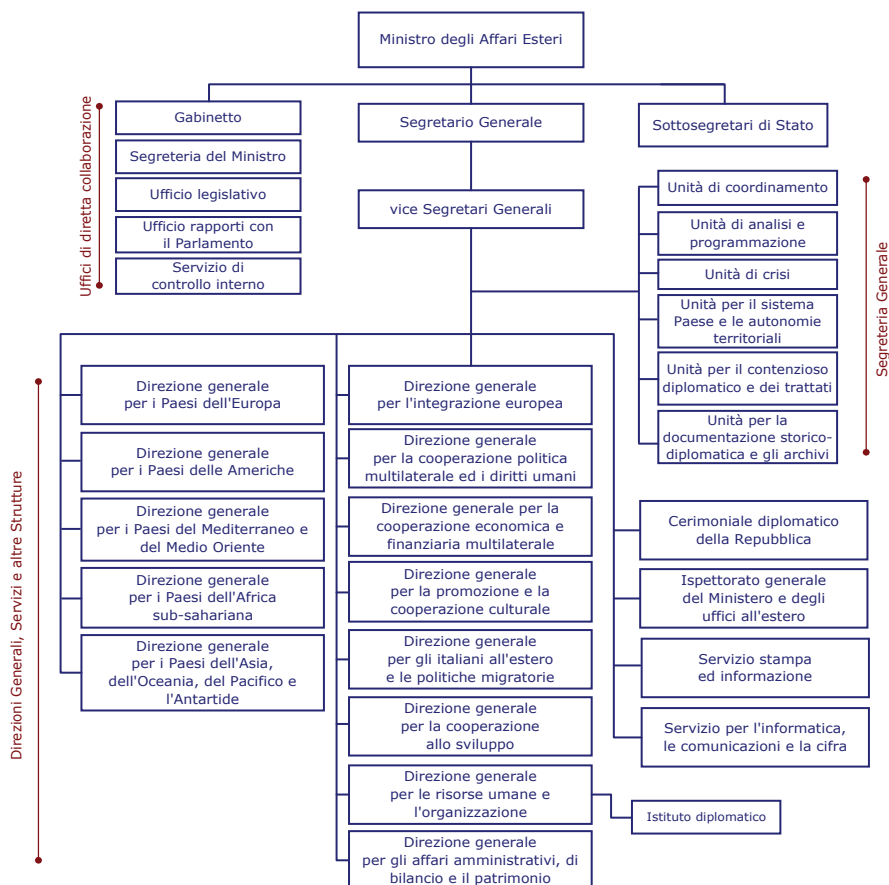 Ministro degli Affari Esteri
Uffici di diretta collaborazione
Gabinetto
Segreteria del Ministro
Ufficio legislativo
Ufficio rapporti con
il Parlamento
Servizio di
controllo interno
Segretario Generale
vice Segretari Generali
Sottosegretari di Stato
Segreteria Generale
Unità di coordinamento
Unità di analisi e
programmazione
Unità di crisi
Unità per il sistema
Paese e le autonomie
territoriali
Unità per il contenzioso
diplomatico e dei trattati
Unità per la
documentazione storico-
diplomatica e gli archivi
Direzioni Generali, Servizi e altre Strutture
Direzione generale
per i Paesi dell'Europa
Direzione generale
per i Paesi delle Americhe
Direzione generale
per i Paesi del Mediterraneo e
del Medio Oriente
Direzione generale
per i Paesi dell'Africa
sub-sahariana
Direzione generale
per i Paesi dell'Asia,
dell'Oceania, del Pacifico e
l'Antartide
Direzione generale
per l'integrazione europea
Direzione generale
per la cooperazione politica
multilaterale ed i diritti umani
Direzione generale per la
cooperazione economica e
finanziaria multilaterale
Direzione generale
per la promozione e la
cooperazione culturale
Direzione generale
per gli italiani all'estero
e le politiche migratorie
Direzione generale
per la cooperazione
allo sviluppo
Direzione generale
per le risorse umane e
l'organizzazione
Istituto diplomatico
Direzione generale
per gli affari amministrativi, di
bilancio e il patrimonio
Cerimoniale diplomatico
della Repubblica
Ispettorato generale
del Ministero e degli
uffici all'estero
Servizio stampa
ed informazione
Servizio per l'informatica,
le comunicazioni e la cifra